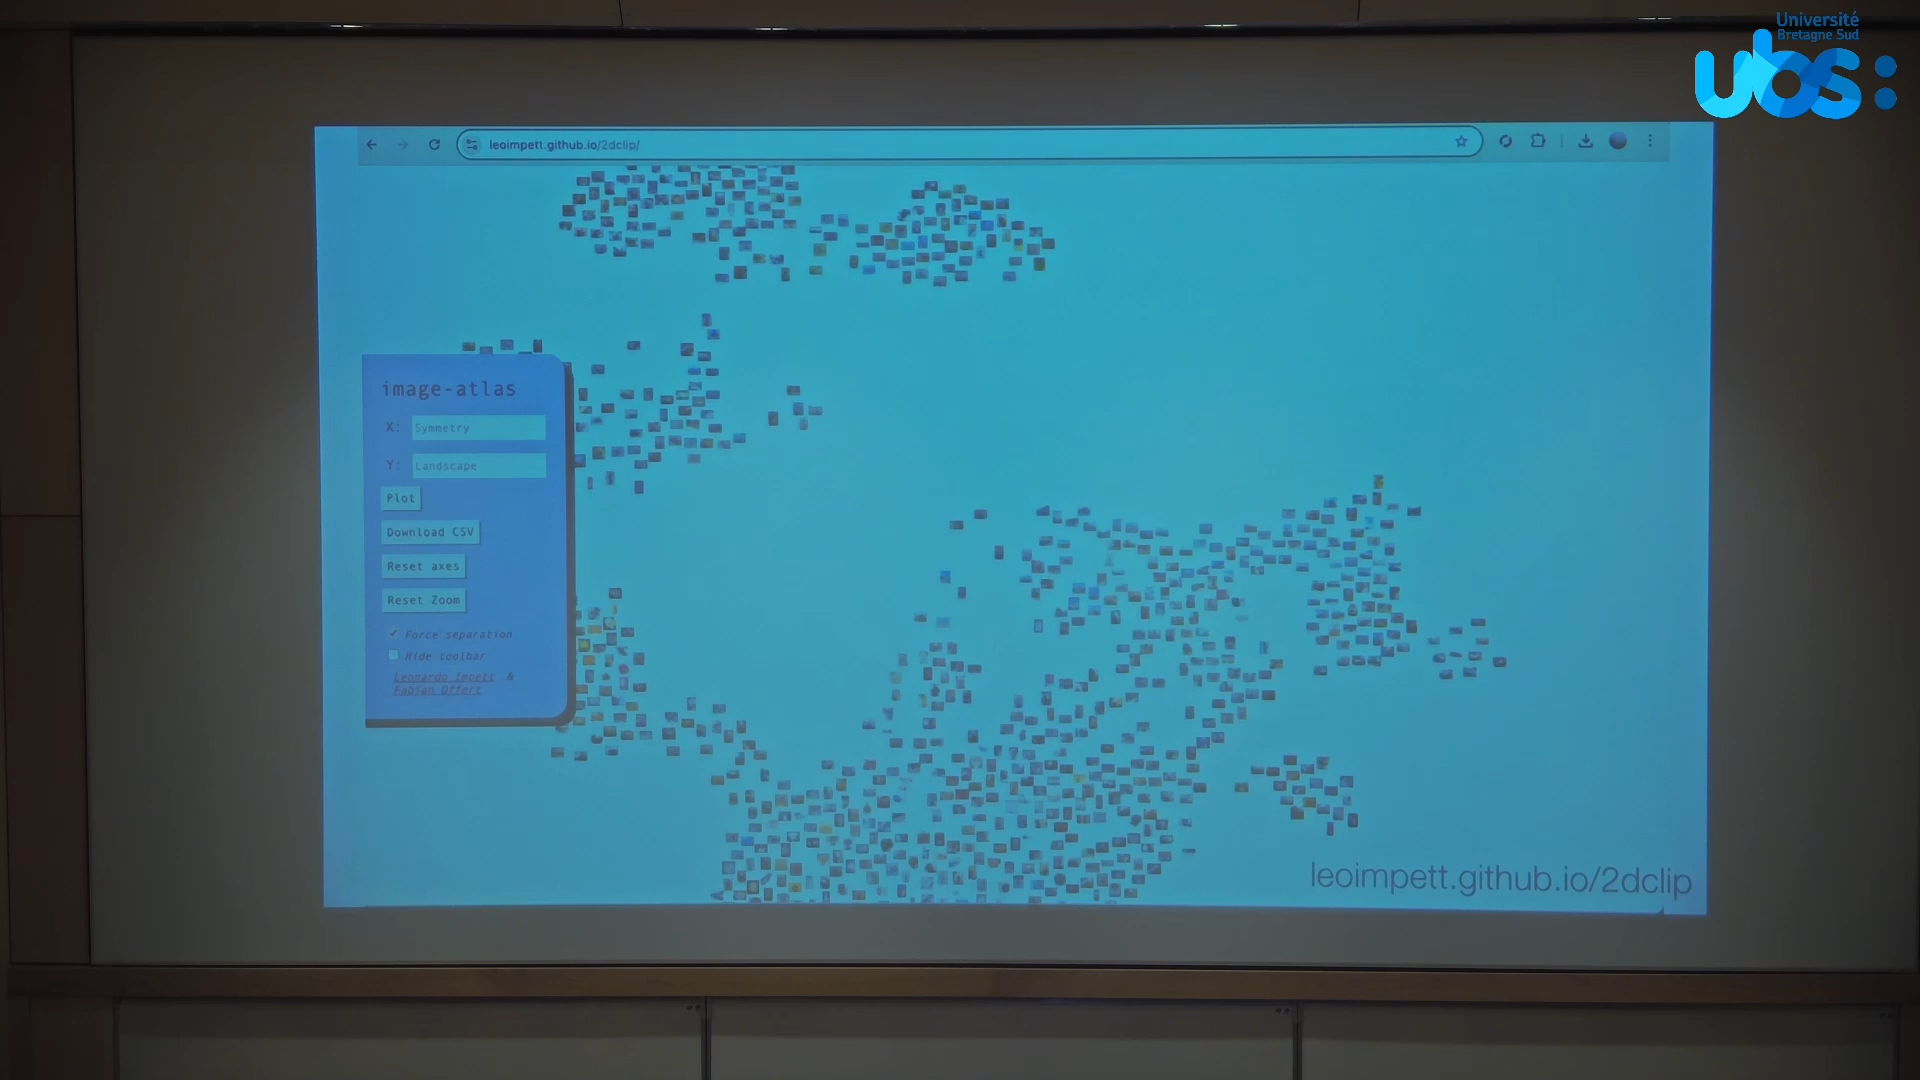 Université
Bretagne Sud
ubs:
leoimpett.github.io/2dclip/
image-atlas
X: Symmetry
Y: Landscape
Plot
Download CSV
Reset axes
Reset Zoom
Force separation
Hide toolbar
Leonardo Impett &
Fabian Offert
leoimpett.github.io/2dclip